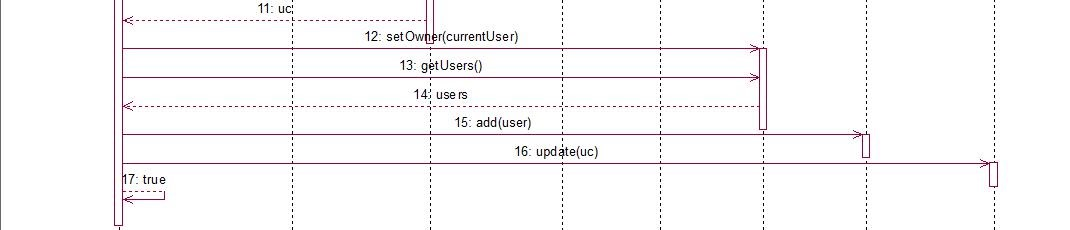 11: uc
12: setOwner(currentUser)
13: getUsers()
14: users
15: add(user)
16: update(uc)
17: true